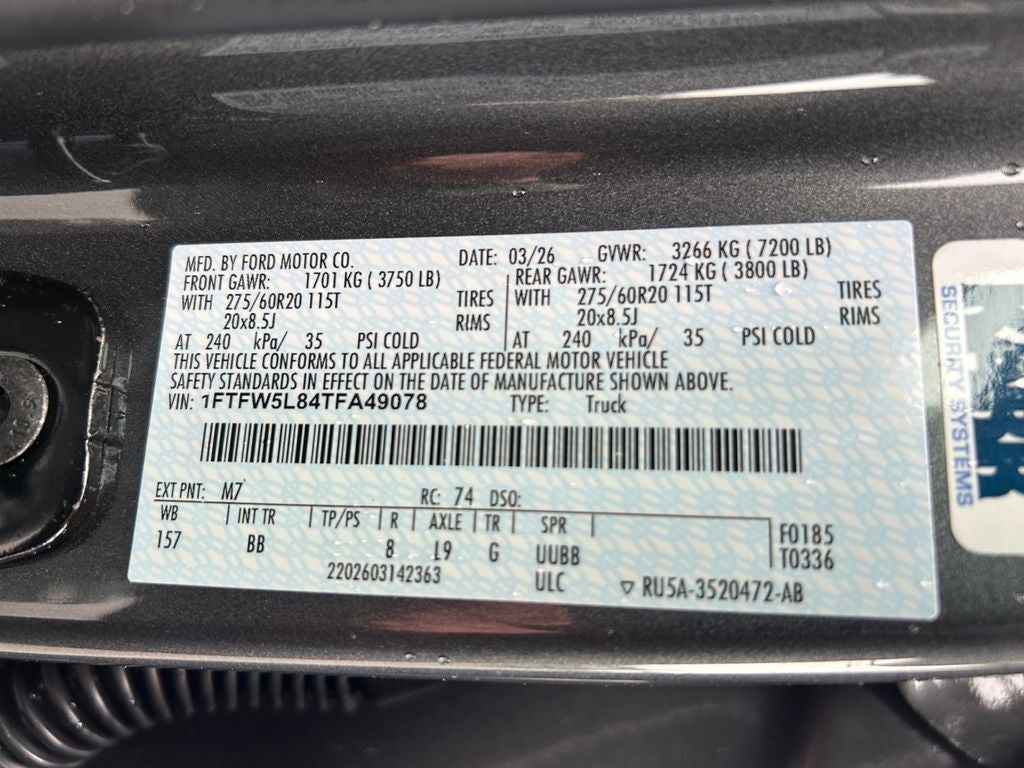 MFD. BY FORD MOTOR CO. DATE: 03/26 GVWR: 3266 KG ( 7200 LB)
FRONT GAWR: 1701 KG ( 3750 LB) REAR GAWR: 1724 KG ( 3800 LB)
WITH 275/60R20 115T TIRES WITH 275/60R20 115T TIRES
20x8.5J RIMS 20x8.5J RIMS
AT 240 kPa/ 35 PSI COLD AT 240 kPa/ 35 PSI COLD
THIS VEHICLE CONFORMS TO ALL APPLICABLE FEDERAL MOTOR VEHICLE
SAFETY STANDARDS IN EFFECT ON THE DATE OF MANUFACTURE SHOWN ABOVE.
VIN: 1FTFW5L84TFA49078 TYPE: Truck
EXT PNT: M7 RC: 74 DSO:
WB INT TR TP/PS R AXLE TR SPR F0185
157 BB 8 L9 G UUBB T0336
2202603142363 ULC ▽ RU5A-3520472-AB
SECURITY SYSTEMS